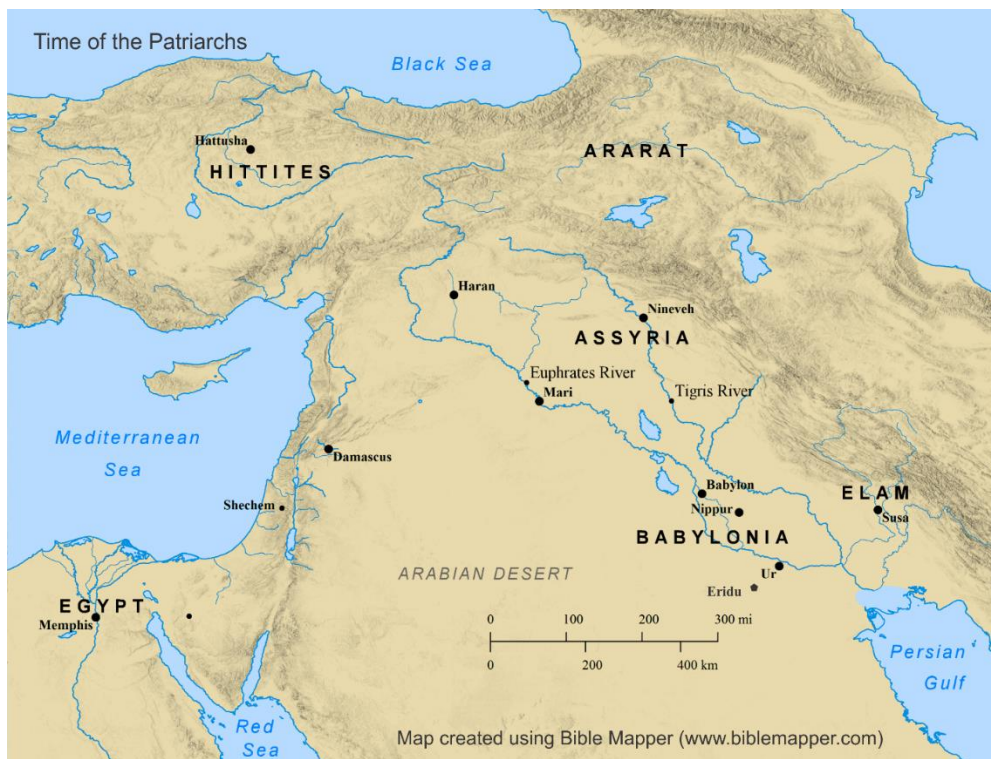 Time of the Patriarchs
Black Sea
Hattusha
HITTITES
ARARAT
Haran
Nineveh
ASSYRIA
Euphrates River
Mari
Tigris River
Mediterranean
Sea
Damascus
Shechem
Babylon
Nippur
ELAM
Susa
BABYLONIA
ARABIAN DESERT
Ur
Eridu
EGYPT
Memphis
0 100 200 300 mi
0 200 400 km
Persian
Gulf
Red
Sea
Map created using Bible Mapper (www.biblemapper.com)